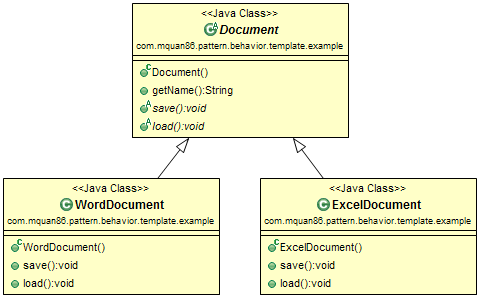 <<Java Class>>
Document
com.mquan86.pattern.behavior.template.example
Document()
getName():String
save():void
load():void
<<Java Class>>
WordDocument
com.mquan86.pattern.behavior.template.example
WordDocument()
save():void
load():void
<<Java Class>>
ExcelDocument
com.mquan86.pattern.behavior.template.example
ExcelDocument()
save():void
load():void